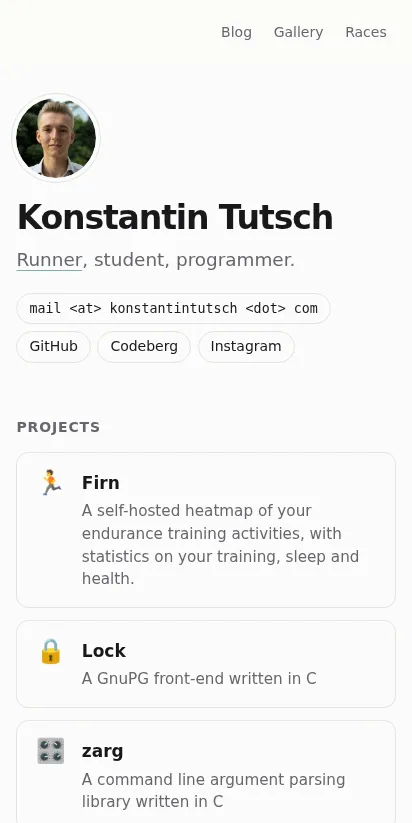 Blog Gallery Races
Konstantin Tutsch
Runner, student, programmer.
mail <at> konstantintutsch <dot> com
GitHub Codeberg Instagram
PROJECTS
Firn
A self-hosted heatmap of your
endurance training activities, with
statistics on your training, sleep and
health.
Lock
A GnuPG front-end written in C
zarg
A command line argument parsing
library written in C